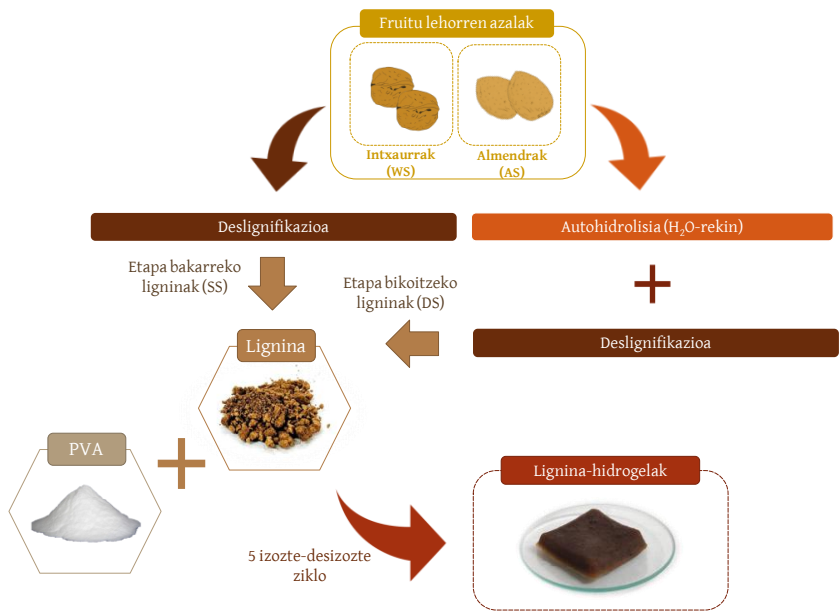 Fruitu lehorren azalak
Intxaurrak
(WS)
Almendrak
(AS)
Deslignifikazioa
Autohidrolisia (H₂O-rekin)
Etapa bakarreko
ligninak (SS)
Etapa bikoitzeko
ligninak (DS)
Deslignifikazioa
Lignina
PVA
Lignina-hidrogelak
5 izozte-desizozte
ziklo